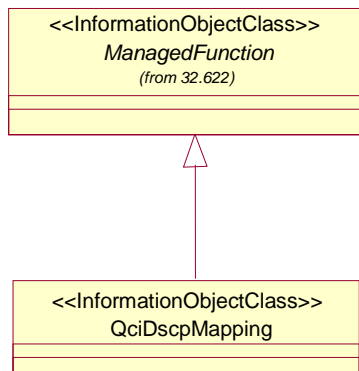 <<InformationObjectClass>>
ManagedFunction
(from 32.622)
<<InformationObjectClass>>
QciDscpMapping